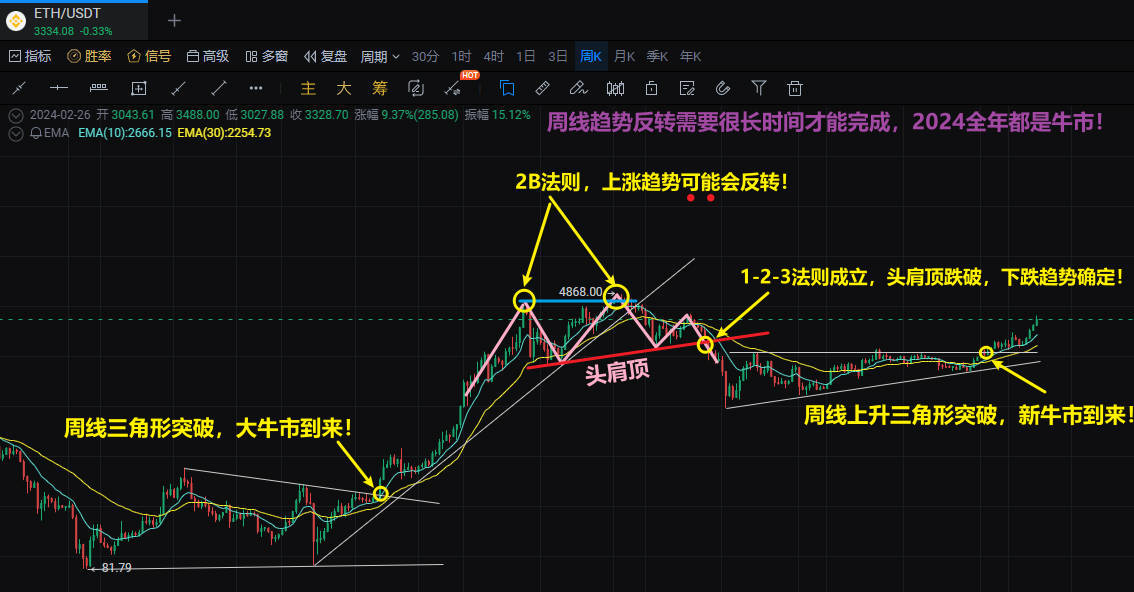 ETH/USDT
3334.08 -0.33%
指标 胜率 信号 高级 多窗 复盘 周期 30分 1时 4时 1日 3日 周K 月K 季K 年K
主 大 筹 HOT
2024-02-26 开 3043.61 高 3488.00 低 3027.88 收 3328.70 涨幅 9.37%(285.08) 振幅 15.12%
EMA EMA(10):2666.15 EMA(30):2254.73
周线趋势反转需要很长时间才能完成，2024全年都是牛市！
2B法则，上涨趋势可能会反转！
1-2-3法则成立，头肩顶跌破，下跌趋势确定！
4868.00
头肩顶
周线三角形突破，大牛市到来！
周线上升三角形突破，新牛市到来！
81.79